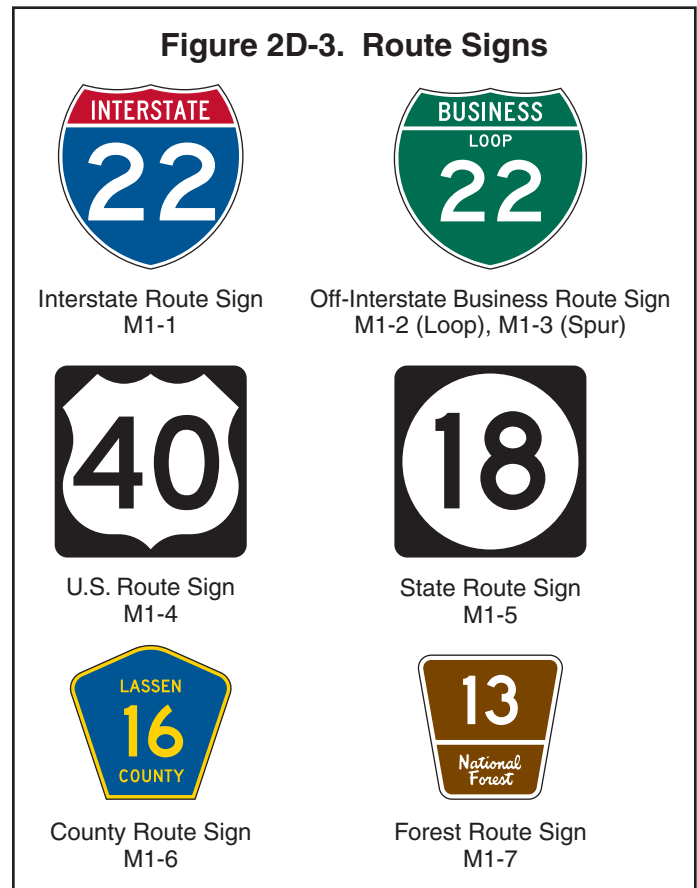 Figure 2D-3. Route Signs
INTERSTATE
22
Interstate Route Sign
M1-1
BUSINESS
LOOP
22
Off-Interstate Business Route Sign
M1-2 (Loop), M1-3 (Spur)
40
U.S. Route Sign
M1-4
18
State Route Sign
M1-5
LASSEN
16
COUNTY
County Route Sign
M1-6
13
National
Forest
Forest Route Sign
M1-7